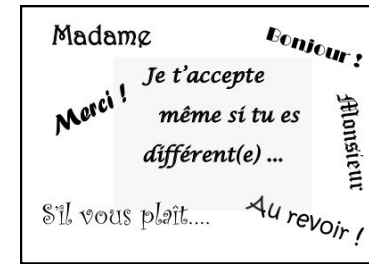 Madame
Bonjour !
Merci !
Je t'accepte
même si tu es
différent(e) ...
Monsieur
S'il vous plaît....
Au revoir !